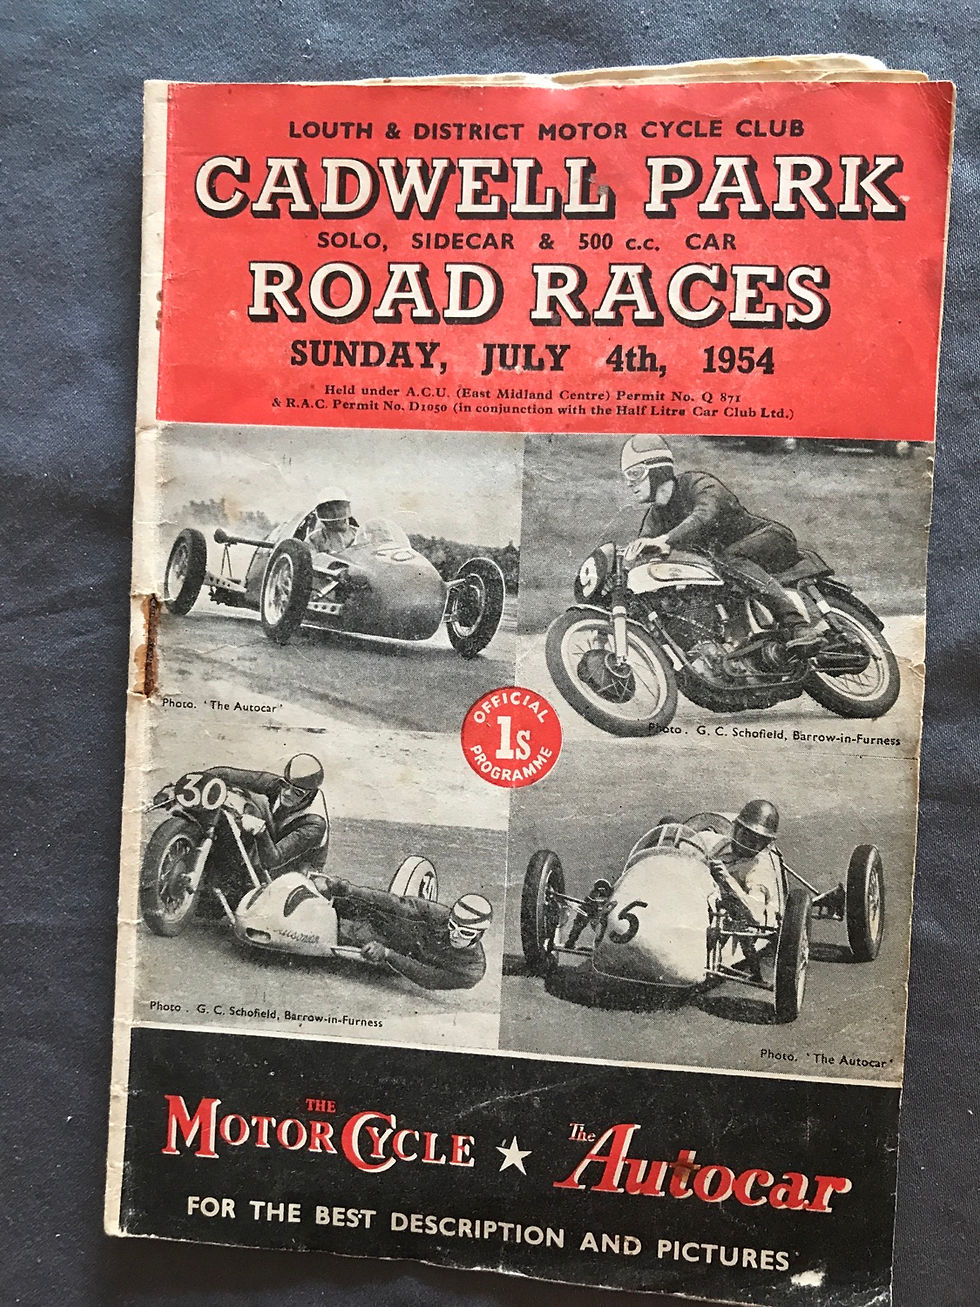 LOUTH & DISTRICT MOTOR CYCLE CLUB
CADWELL PARK
SOLO, SIDECAR & 500 c.c. CAR
ROAD RACES
SUNDAY, JULY 4th, 1954
Held under A.C.U. (East Midland Centre) Permit No. Q 871
& R.A.C. Permit No. D1050 (in conjunction with the Half Litre Car Club Ltd.)
9
Photo. 'The Autocar'
Photo. G. C. Schofield, Barrow-in-Furness
OFFICIAL
1s
PROGRAMME
30
5
Photo. G. C. Schofield, Barrow-in-Furness
Photo. 'The Autocar'
THE
MOTOR CYCLE ★ The Autocar
FOR THE BEST DESCRIPTION AND PICTURES